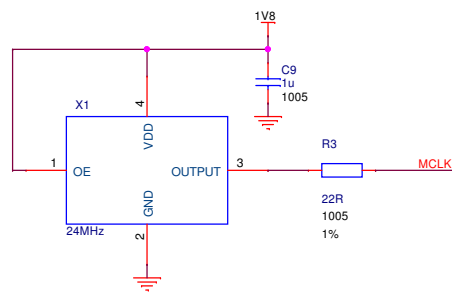 1V8
C9
1u
1005
X1
4
VDD
1
OE
OUTPUT
3
GND
2
24MHz
R3
MCLK
22R
1005
1%